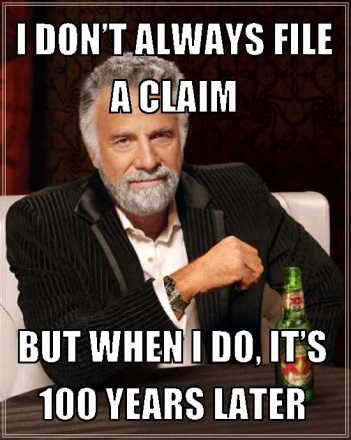 I DON'T ALWAYS FILE
A CLAIM
BUT WHEN I DO, IT'S
100 YEARS LATER